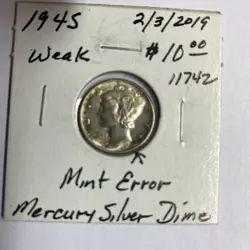 1945 2/3/2019
Weak $10.00
11742
Mint Error
Mercury Silver Dime